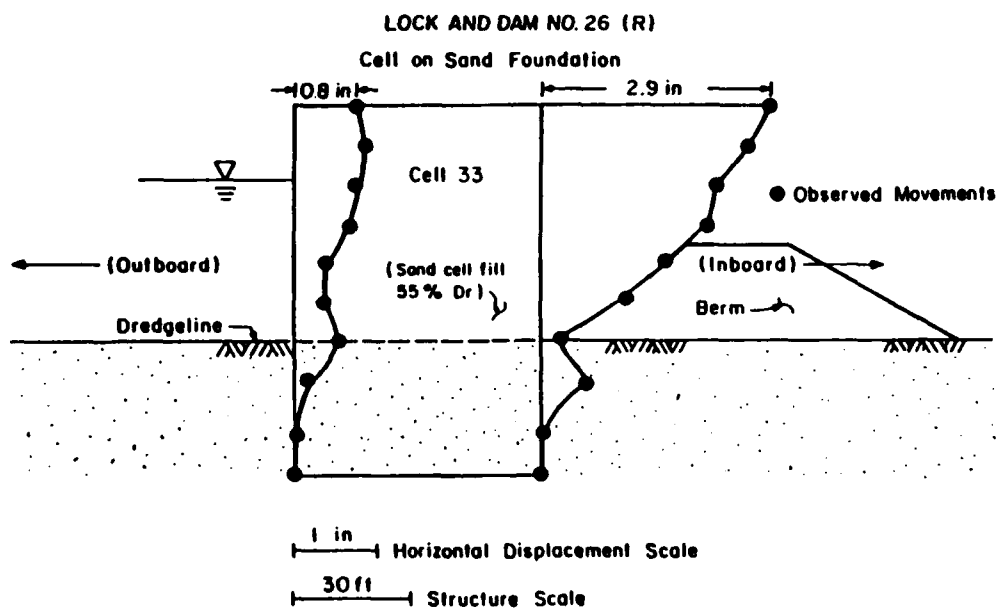 LOCK AND DAM NO. 26 (R)
Cell on Sand Foundation
0.8 in
2.9 in
Cell 33
Observed Movements
(Outboard)
(Sand cell fill
55% Dr)
(Inboard)
Berm
Dredgeline
1 in
Horizontal Displacement Scale
30 ft
Structure Scale